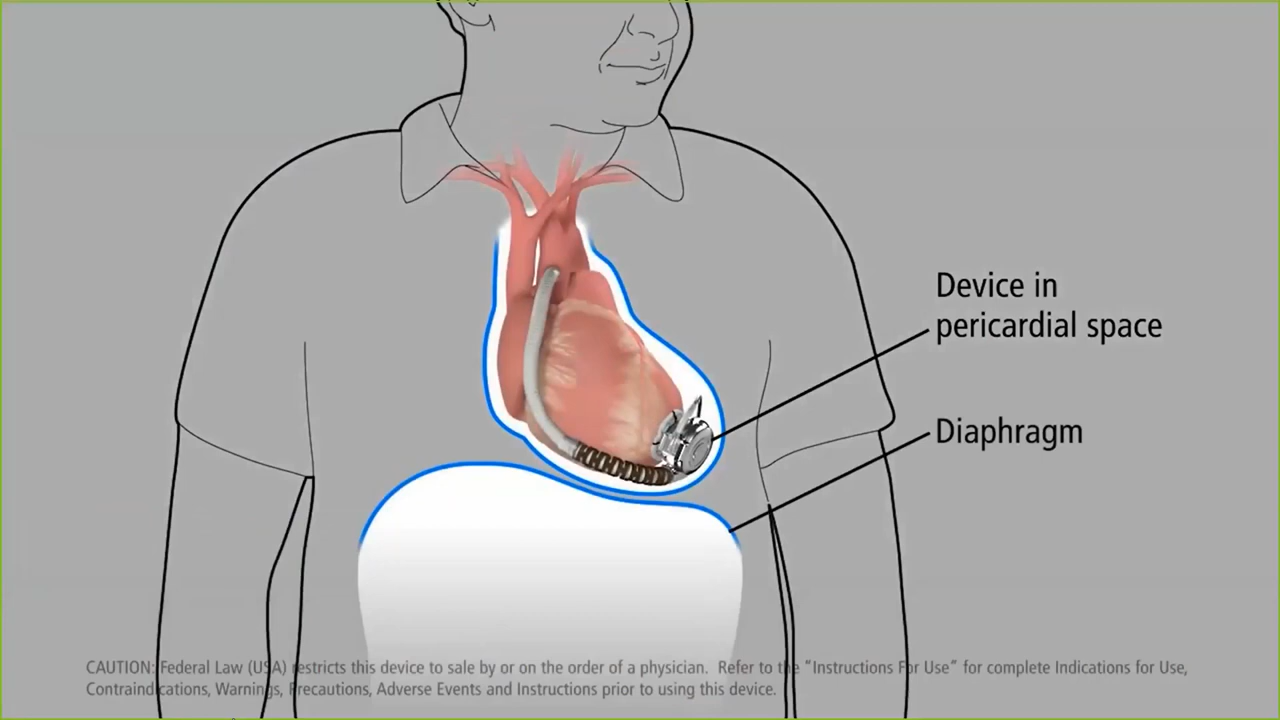 Device in
pericardial space
Diaphragm
CAUTION: Federal Law (USA) restricts this device to sale by or on the order of a physician. Refer to the "Instructions For Use" for complete Indications for Use,
Contraindications, Warnings, Precautions, Adverse Events and Instructions prior to using this device.